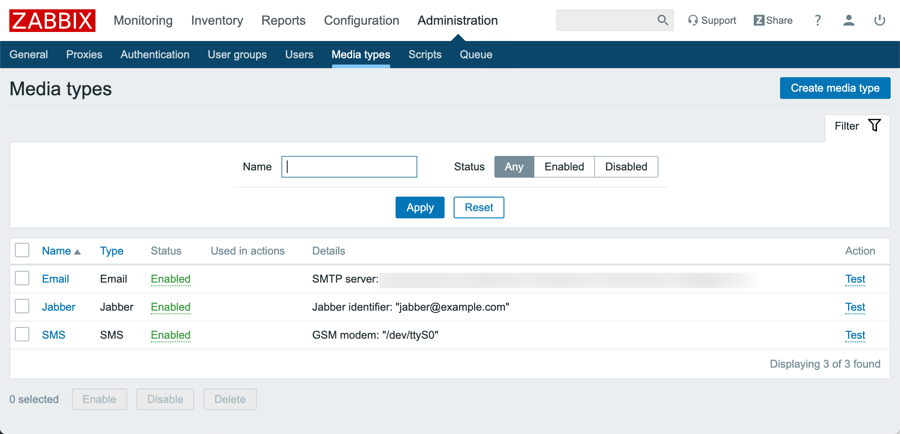 ZABBIX Monitoring Inventory Reports Configuration Administration Support Z Share ?
General Proxies Authentication User groups Users Media types Scripts Queue
Media types Create media type
Filter
Name Status Any Enabled Disabled
Apply Reset
Name Type Status Used in actions Details Action
Email Email Enabled SMTP server: Test
Jabber Jabber Enabled Jabber identifier: "jabber@example.com" Test
SMS SMS Enabled GSM modem: "/dev/ttyS0" Test
Displaying 3 of 3 found
0 selected Enable Disable Delete